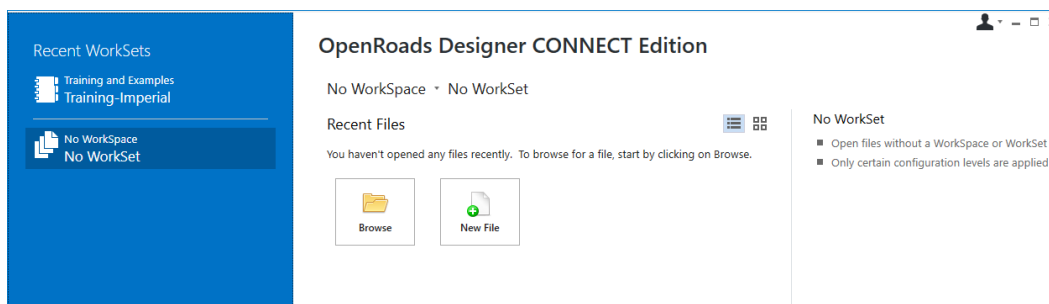 Recent WorkSets
Training and Examples
Training-Imperial
No WorkSpace
No WorkSet
OpenRoads Designer CONNECT Edition
No WorkSpace No WorkSet
Recent Files
You haven't opened any files recently. To browse for a file, start by clicking on Browse.
Browse
New File
No WorkSet
Open files without a WorkSpace or WorkSet
Only certain configuration levels are applied